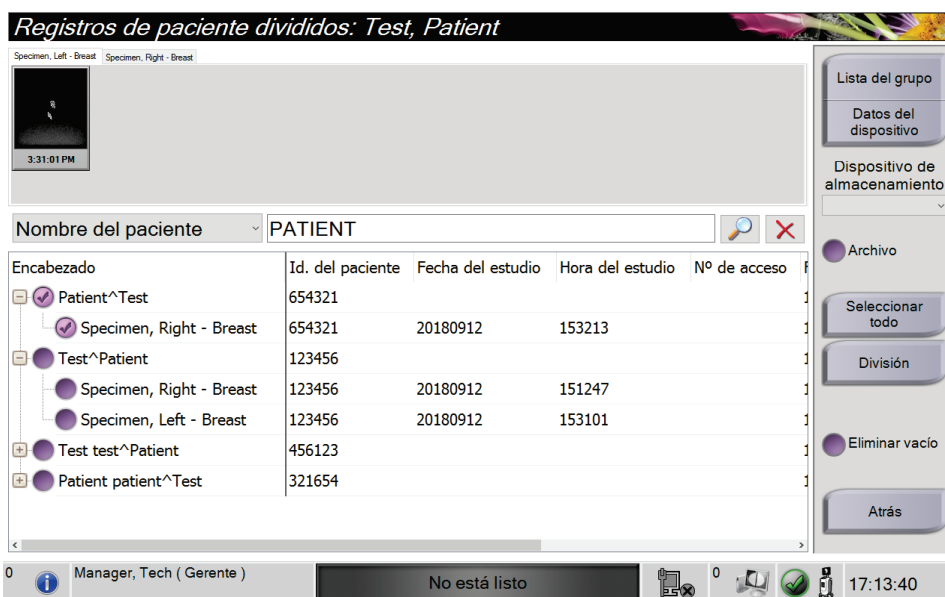 Registros de paciente divididos: Test, Patient
Specimen, Left - Breast Specimen, Right - Breast
3:31:01 PM
Nombre del paciente PATIENT
Encabezado Id. del paciente Fecha del estudio Hora del estudio Nº de acceso
Patient^Test 654321
Specimen, Right - Breast 654321 20180912 153213
Test^Patient 123456
Specimen, Right - Breast 123456 20180912 151247
Specimen, Left - Breast 123456 20180912 153101
Test test^Patient 456123
Patient patient^Test 321654
Lista del grupo
Datos del
dispositivo
Dispositivo de
almacenamiento
Archivo
Seleccionar
todo
División
Eliminar vacío
Atrás
0 Manager, Tech ( Gerente ) No está listo 0 17:13:40